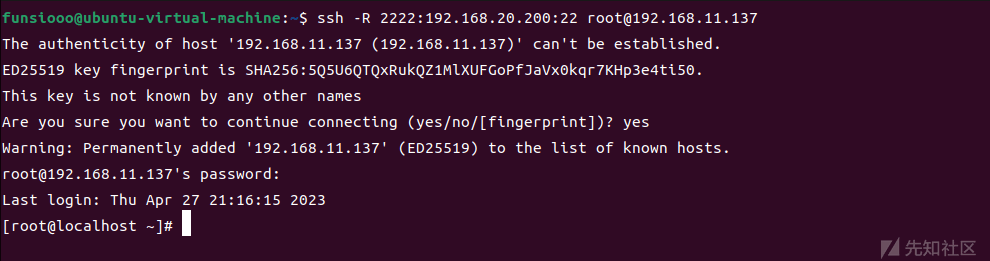 funsiooo@ubuntu-virtual-machine:~$ ssh -R 2222:192.168.20.200:22 root@192.168.11.137
The authenticity of host '192.168.11.137 (192.168.11.137)' can't be established.
ED25519 key fingerprint is SHA256:5Q5U6QTQxRukQZ1MlXUFGoPfJaVx0kqr7KHp3e4ti50.
This key is not known by any other names
Are you sure you want to continue connecting (yes/no/[fingerprint])? yes
Warning: Permanently added '192.168.11.137' (ED25519) to the list of known hosts.
root@192.168.11.137's password:
Last login: Thu Apr 27 21:16:15 2023
[root@localhost ~]#
先知社区